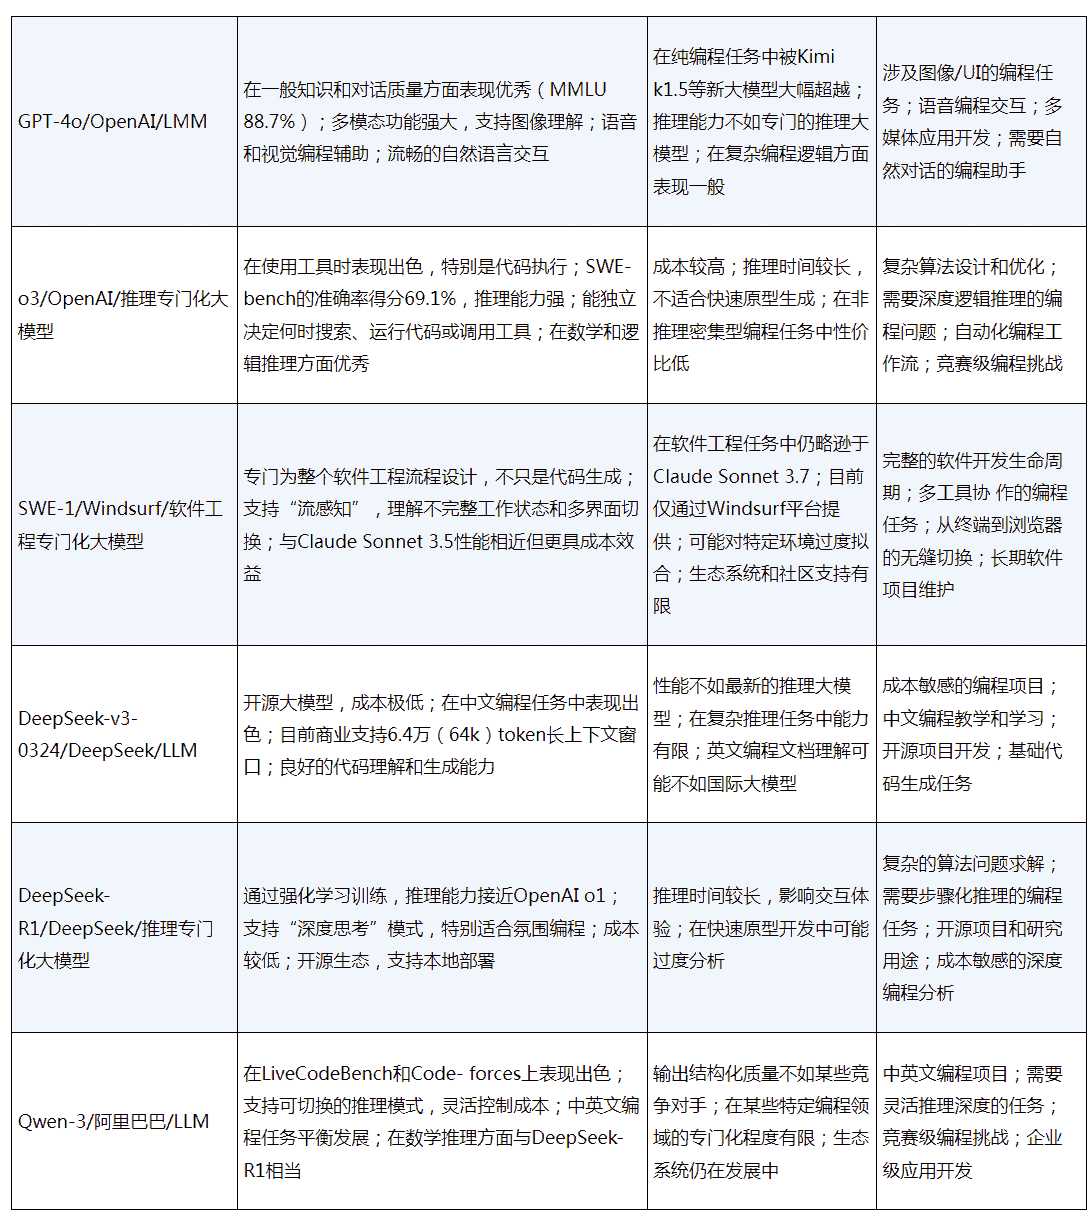 GPT-4o/OpenAI/LMM
在一般知识和对话质量方面表现优秀（MMLU
88.7%）；多模态功能强大，支持图像理解；语音
和视觉编程辅助；流畅的自然语言交互
在纯编程任务中被Kimi
k1.5等新大模型大幅超越；
推理能力不如专门的推理大
模型；在复杂编程逻辑方面
表现一般
涉及图像/UI的编程任
务；语音编程交互；多
媒体应用开发；需要自
然对话的编程助手
o3/OpenAI/推理专门化大
模型
在使用工具时表现出色，特别是代码执行；SWE-
bench的准确率得分69.1%，推理能力强；能独立
决定何时搜索、运行代码或调用工具；在数学和逻
辑推理方面优秀
成本较高；推理时间较长，
不适合快速原型生成；在非
推理密集型编程任务中性价
比低
复杂算法设计和优化；
需要深度逻辑推理的编
程问题；自动化编程工
作流；竞赛级编程挑战
SWE-1/Windsurf/软件工
程专门化大模型
专门为整个软件工程流程设计，不只是代码生成；
支持“流感知”，理解不完整工作状态和多界面切
换；与Claude Sonnet 3.5性能相近但更具成本效
益
在软件工程任务中仍略逊于
Claude Sonnet 3.7；目前
仅通过Windsurf平台提
供；可能对特定环境过度拟
合；生态系统和社区支持有
限
完整的软件开发生命周
期；多工具协 作的编程
任务；从终端到浏览器
的无缝切换；长期软件
项目维护
DeepSeek-v3-
0324/DeepSeek/LLM
开源大模型，成本极低；在中文编程任务中表现出
色；目前商业支持6.4万（64k）token长上下文窗
口；良好的代码理解和生成能力
性能不如最新的推理大模
型；在复杂推理任务中能力
有限；英文编程文档理解可
能不如国际大模型
成本敏感的编程项目；
中文编程教学和学习；
开源项目开发；基础代
码生成任务
DeepSeek-
R1/DeepSeek/推理专门
化大模型
通过强化学习训练，推理能力接近OpenAI o1；
支持“深度思考”模式，特别适合氛围编程；成本
较低；开源生态，支持本地部署
推理时间较长，影响交互体
验；在快速原型开发中可能
过度分析
复杂的算法问题求解；
需要步骤化推理的编程
任务；开源项目和研究
用途；成本敏感的深度
编程分析
Qwen-3/阿里巴巴/LLM
在LiveCodeBench和Code- forces上表现出色；
支持可切换的推理模式，灵活控制成本；中英文编
程任务平衡发展；在数学推理方面与DeepSeek-
R1相当
输出结构化质量不如某些竞
争对手；在某些特定编程领
域的专门化程度有限；生态
系统仍在发展中
中英文编程项目；需要
灵活推理深度的任务；
竞赛级编程挑战；企业
级应用开发